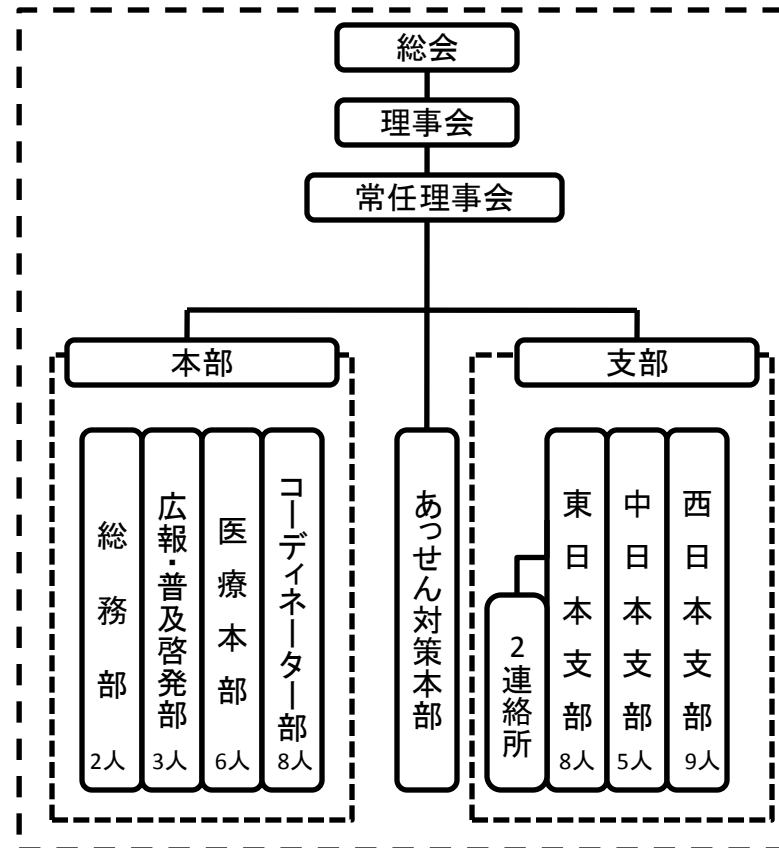 総会
理事会
常任理事会
本部
支部
総務部
2人
広報・普及啓発部
3人
医療本部
6人
コーディネーター部
8人
あっせん対策本部
2連絡所
東日本支部
8人
中日本支部
5人
西日本支部
9人